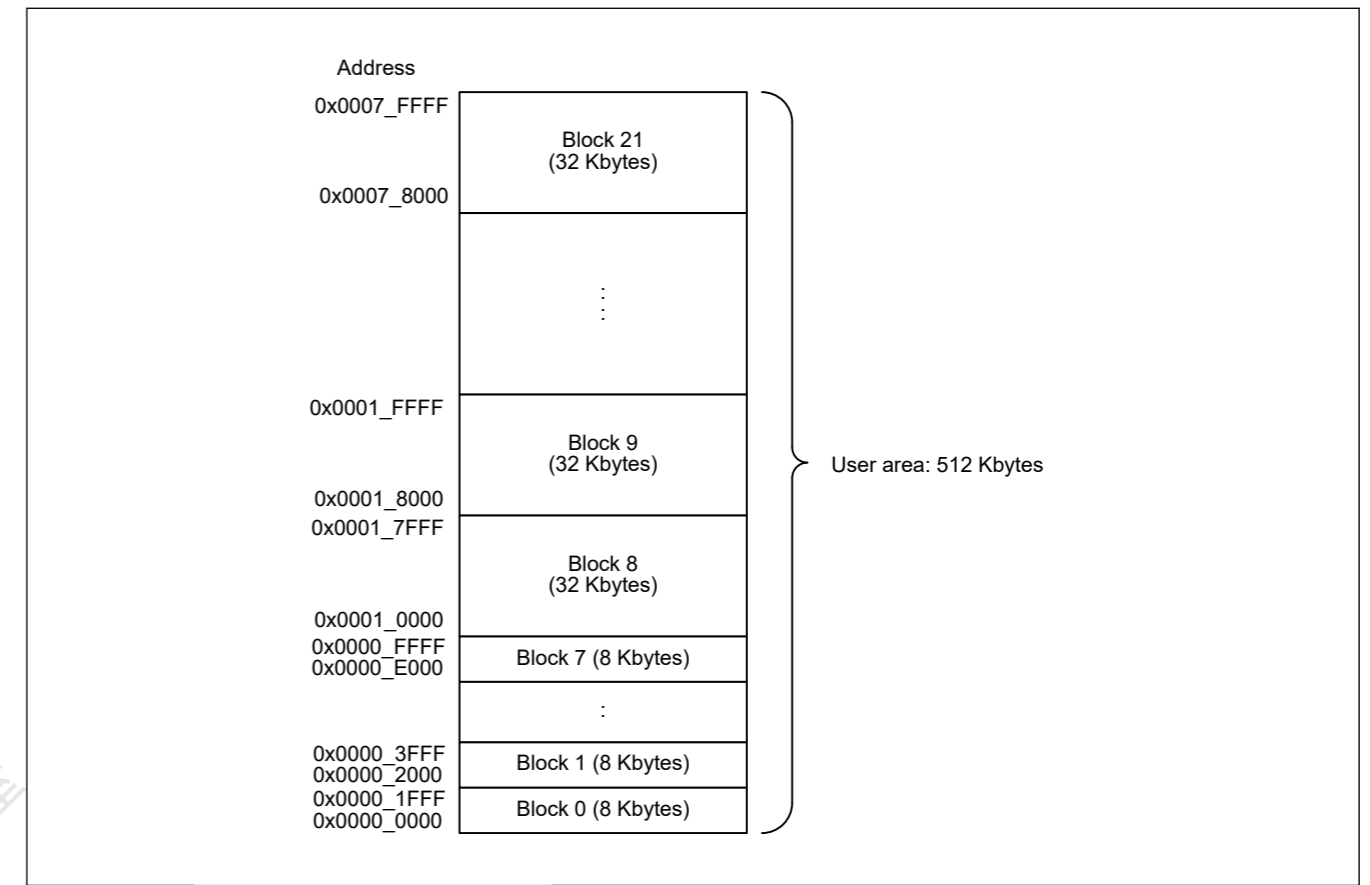 Address
0x0007_FFFF
Block 21
(32 Kbytes)
0x0007_8000
:
:
0x0001_FFFF
Block 9
(32 Kbytes)
User area: 512 Kbytes
0x0001_8000
0x0001_7FFF
Block 8
(32 Kbytes)
0x0001_0000
0x0000_FFFF
Block 7 (8 Kbytes)
0x0000_E000
:
0x0000_3FFF
Block 1 (8 Kbytes)
0x0000_2000
0x0000_1FFF
Block 0 (8 Kbytes)
0x0000_0000